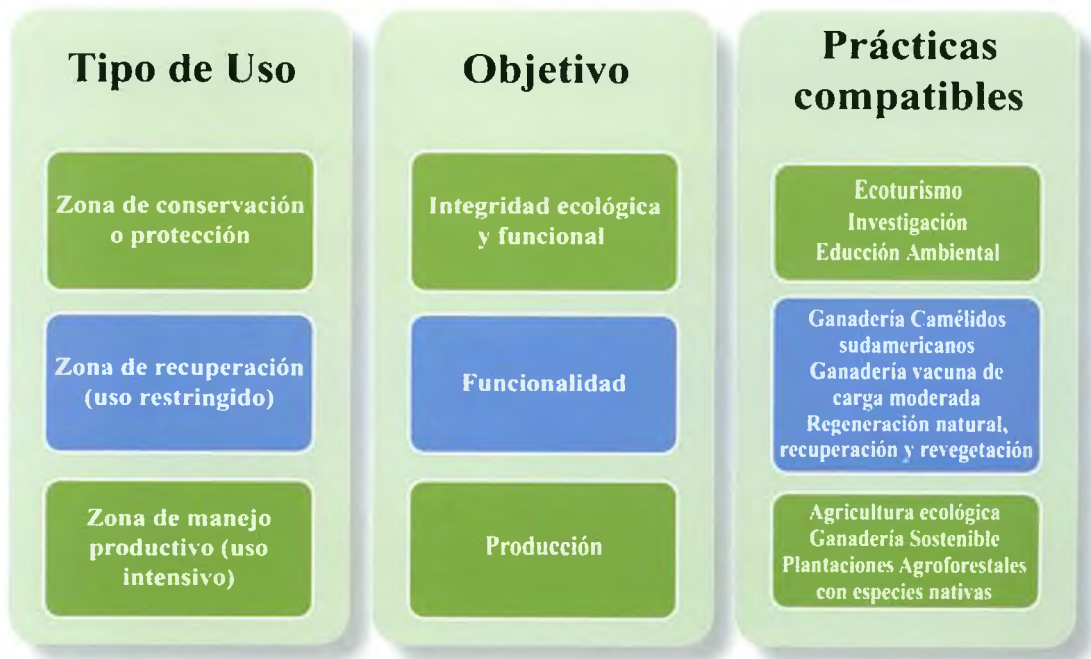 Tipo de Uso
Zona de conservación
o protección
Zona de recuperación
(uso restringido)
Zona de manejo
productivo (uso
intensivo)
Objetivo
Integridad ecológica
y funcional
Funcionalidad
Producción
Prácticas
compatibles
Ecoturismo
Investigación
Educción Ambiental
Ganadería Camélidos
sudamericanos
Ganadería vacuna de
carga moderada
Regeneración natural,
recuperación y revegetación
Agricultura ecológica
Ganadería Sostenible
Plantaciones Agroforestales
con especies nativas